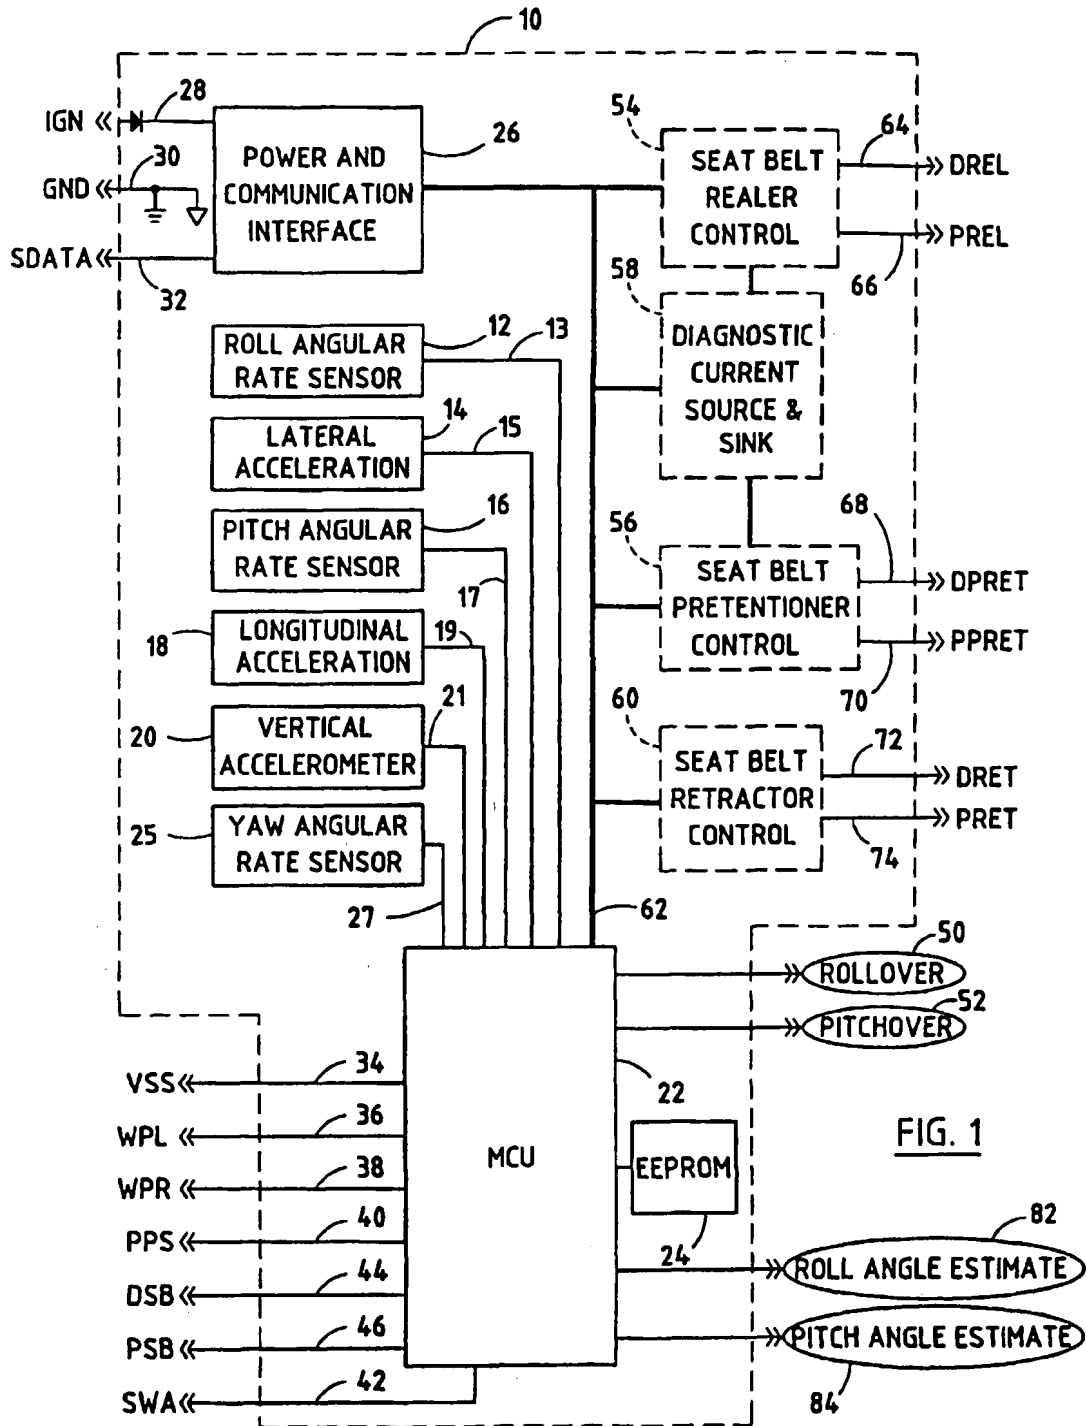 10
IGN
28
GND
30
SDATA
32
POWER AND
COMMUNICATION
INTERFACE
26
54
SEAT BELT
REALER
CONTROL
64
DREL
PREL
66
58
DIAGNOSTIC
CURRENT
SOURCE &
SINK
ROLL ANGULAR
RATE SENSOR
12
13
LATERAL
ACCELERATION
14
15
PITCH ANGULAR
RATE SENSOR
16
17
18
LONGITUDINAL
ACCELERATION
19
20
VERTICAL
ACCELEROMETER
21
25
YAW ANGULAR
RATE SENSOR
27
56
SEAT BELT
PRETENTIONER
CONTROL
68
DPRET
PPRET
70
60
SEAT BELT
RETRACTOR
CONTROL
72
DRET
PRET
74
62
50
ROLLOVER
52
PITCHOVER
22
MCU
EEPROM
24
FIG. 1
VSS
34
WPL
36
WPR
38
PPS
40
DSB
44
PSB
46
SWA
42
82
ROLL ANGLE ESTIMATE
PITCH ANGLE ESTIMATE
84